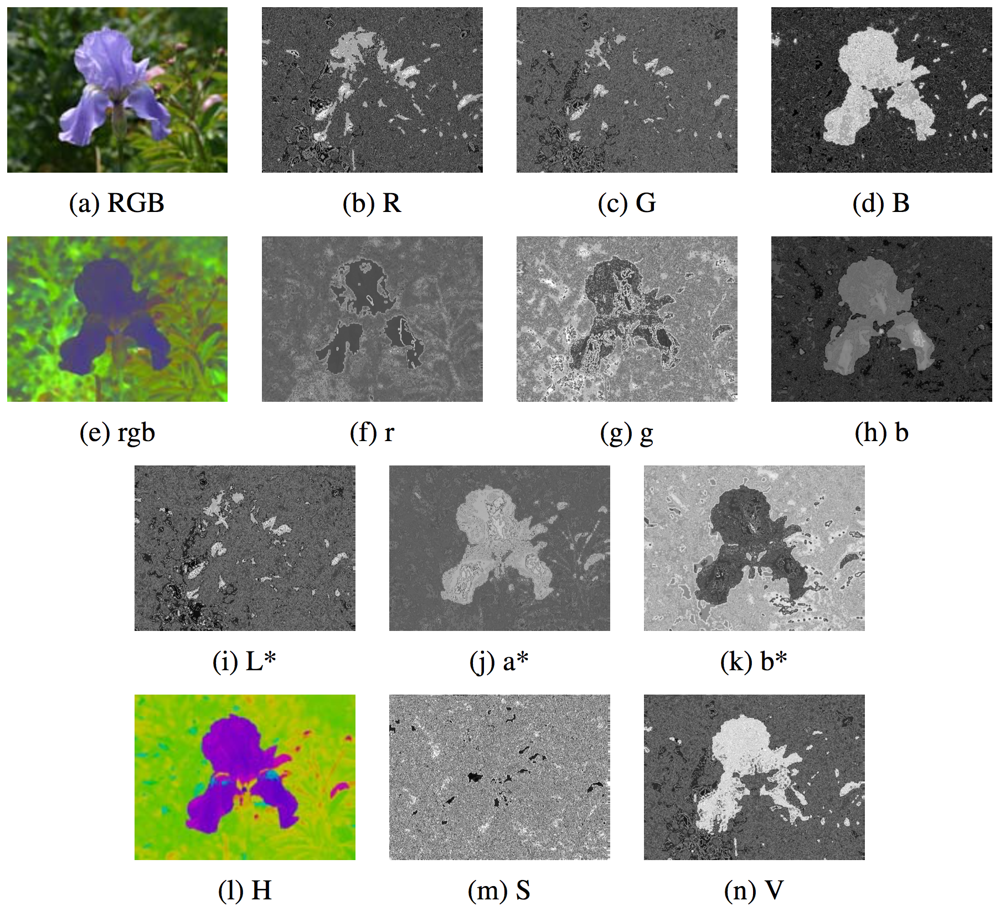 (a) RGB
(b) R
(c) G
(d) B
(e) rgb
(f) r
(g) g
(h) b
(i) L*
(j) a*
(k) b*
(l) H
(m) S
(n) V